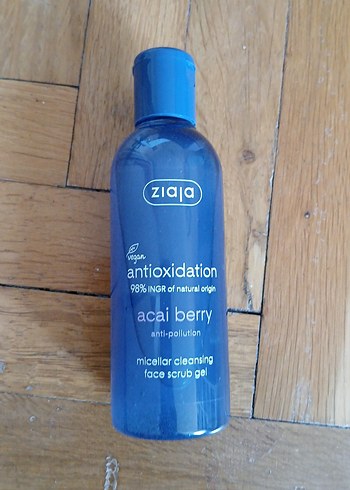 ziaja
vegan
antioxidation
98% INGR of natural origin
acai berry
anti-pollution
micellar cleansing
face scrub gel